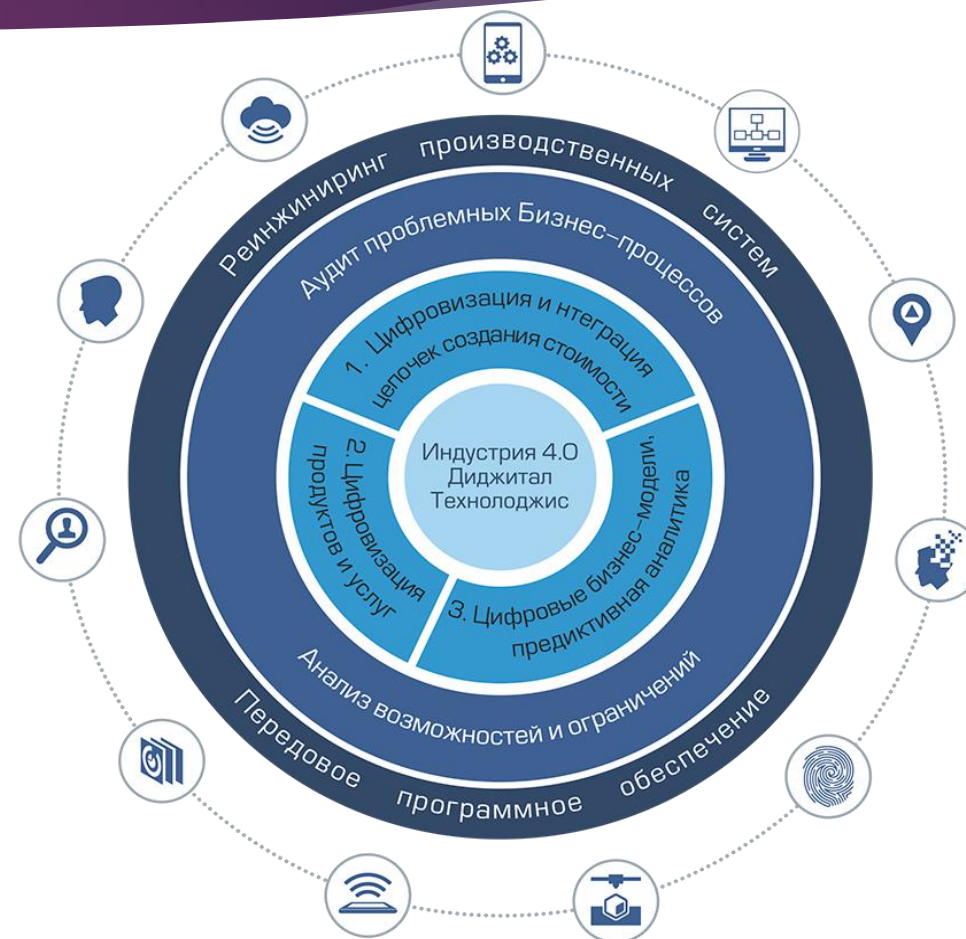 Реинжиниринг производственных систем
Аудит проблемных Бизнес-процессов
1. Цифровизация и нтеграция
цепочек создания стоимости
Индустрия 4.0
Диджитал
Технолоджис
2. Цифровизация
продуктов и услуг
3. Цифровые бизнес-модели,
предиктивная аналитика
Анализ возможностей и ограничений
Передовое программное обеспечение